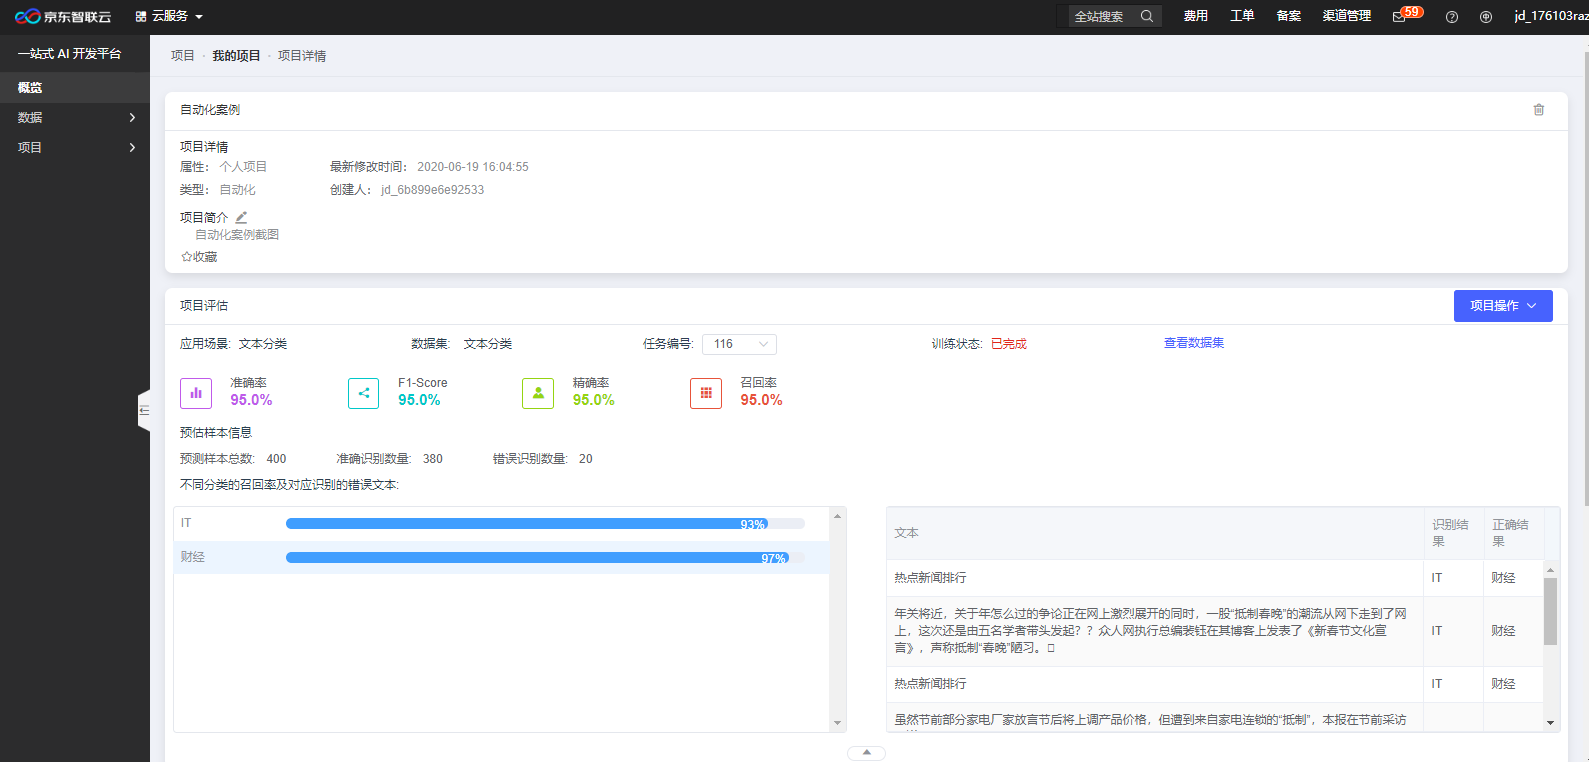 京东智联云
云服务
全站搜索
费用
工单
备案
渠道管理
59
jd_176103raz
一站式 AI 开发平台
概览
数据
项目
项目 · 我的项目 · 项目详情
自动化案例
项目详情
属性: 个人项目
最新修改时间: 2020-06-19 16:04:55
类型: 自动化
创建人: jd_6b899e6e92533
项目简介
自动化案例截图
收藏
项目评估
项目操作
应用场景: 文本分类
数据集: 文本分类
任务编号: 116
训练状态: 已完成
查看数据集
准确率
95.0%
F1-Score
95.0%
精确率
95.0%
召回率
95.0%
预估样本信息
预测样本总数: 400
准确识别数量: 380
错误识别数量: 20
不同分类的召回率及对应识别的错误文本:
IT 93%
财经 97%
文本
识别结果
正确结果
热点新闻排行
IT
财经
年关将近，关于年怎么过的争论正在网上激烈展开的同时，一股“抵制春晚”的潮流从网下走到了网
上，这次还是由五名学者带头发起？？众人网执行总编裴钰在其博客上发表了《新春节文化宣
言》，声称抵制“春晚”陋习。
IT
财经
热点新闻排行
IT
财经
虽然节前部分家电厂家放言节后将上调产品价格，但遭到来自家电连锁的“抵制”，本报在节前采访